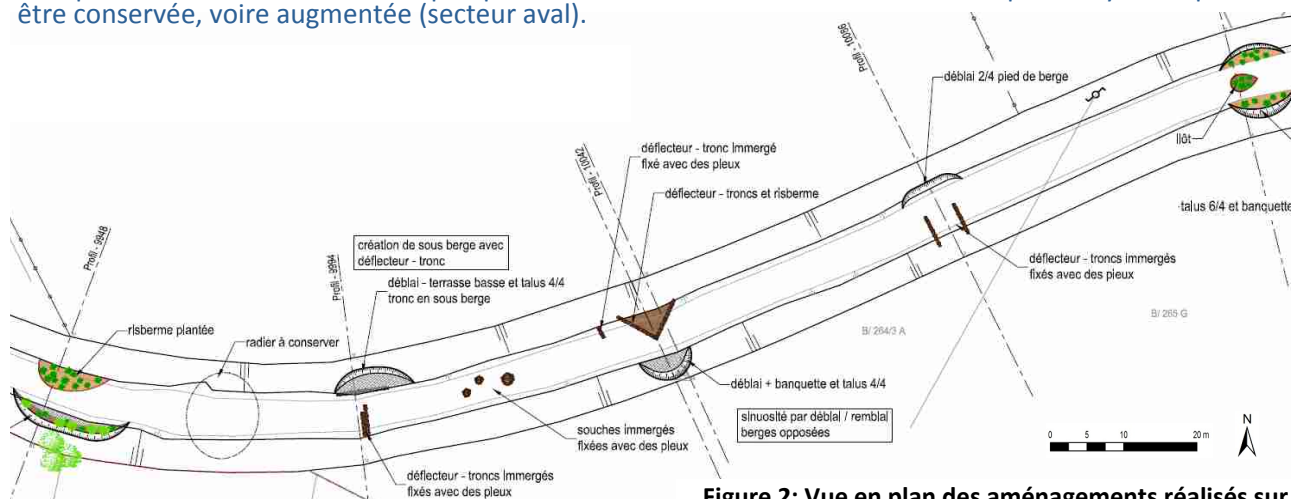 être conservée, voire augmentée (secteur aval).
Profil - 10086
déblai 2/4 pied de berge
Îlôt
talus 6/4 et banquette
Profil - 10042
déflecteur - tronc immergé
fixé avec des pieux
déflecteur - troncs et risberme
déflecteur - troncs immergés
fixés avec des pieux
B/ 264/3 A
B/ 265 G
Profil - 9948
Profil - 9994
création de sous berge avec
déflecteur - tronc
déblai - terrasse basse et talus 4/4
tronc en sous berge
risberme plantée
radier à conserver
déblai + banquette et talus 4/4
souches immergés
fixées avec des pieux
sinuosité par déblai / remblai
berges opposées
déflecteur - troncs immergés
fixés avec des pieux
0 5 10 20 m
N
Figure 2: Vue en plan des aménagements réalisés sur